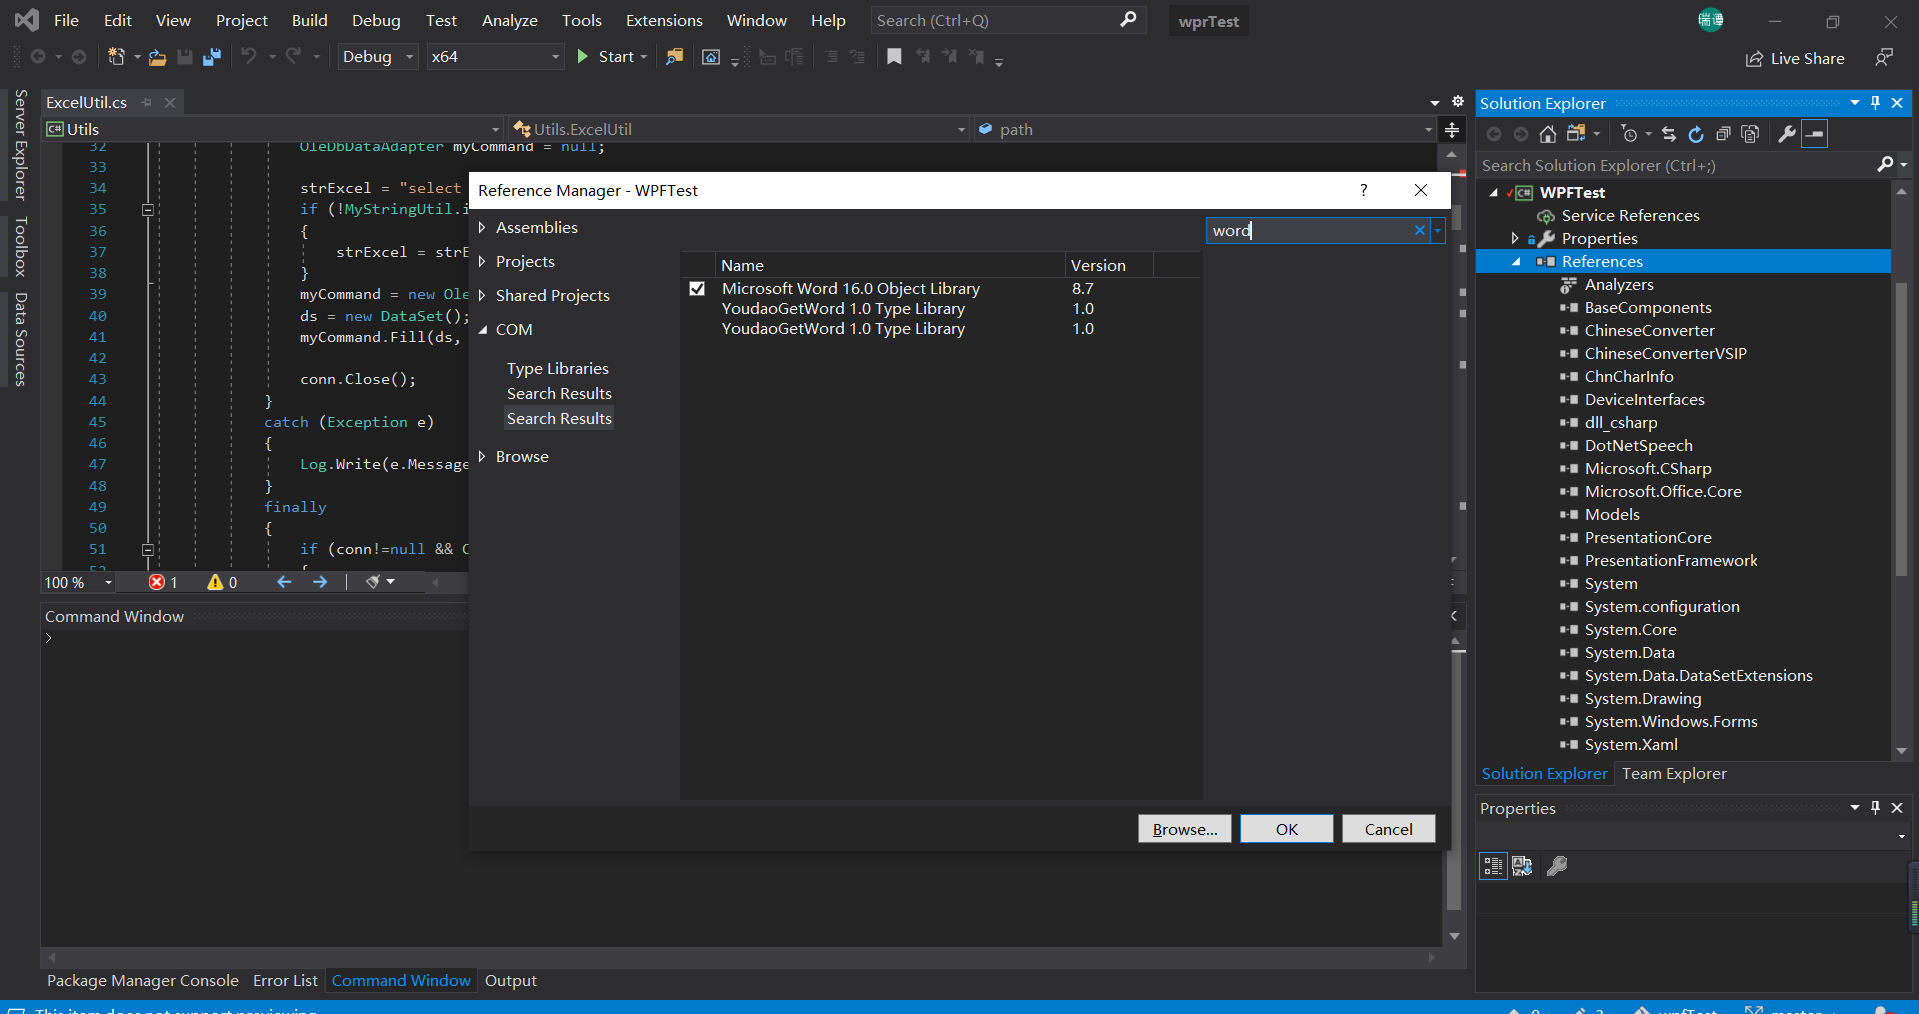 File Edit View Project Build Debug Test Analyze Tools Extensions Window Help Search (Ctrl+Q) wprTest 瑞谭
Debug x64 Start Live Share
Server Explorer
Toolbox
Data Sources
ExcelUtil.cs
C# Utils Utils.ExcelUtil path
32 OleDbDataAdapter myCommand = null;
33
34 strExcel = "select
35 if (!MyStringUtil.i
36 {
37 strExcel = strE
38 }
39 myCommand = new Ole
40 ds = new DataSet();
41 myCommand.Fill(ds,
42
43 conn.Close();
44 }
45 catch (Exception e)
46 {
47 Log.Write(e.Message
48 }
49 finally
50 {
51 if (conn!=null && C
52 {
100 % 1 0
Command Window
>
Package Manager Console Error List Command Window Output
This item does not support previewing
Reference Manager - WPFTest ? 
Assemblies
Projects
Shared Projects
COM
Type Libraries
Search Results
Search Results
Browse
word
Name Version
Microsoft Word 16.0 Object Library 8.7
YoudaoGetWord 1.0 Type Library 1.0
YoudaoGetWord 1.0 Type Library 1.0
Browse... OK Cancel
Solution Explorer
Search Solution Explorer (Ctrl+;)
C# WPFTest
Service References
Properties
References
Analyzers
BaseComponents
ChineseConverter
ChineseConverterVSIP
ChnCharInfo
DeviceInterfaces
dll_csharp
DotNetSpeech
Microsoft.CSharp
Microsoft.Office.Core
Models
PresentationCore
PresentationFramework
System
System.configuration
System.Core
System.Data
System.Data.DataSetExtensions
System.Drawing
System.Windows.Forms
System.Xaml
Solution Explorer Team Explorer
Properties
0 2 wpfTest master